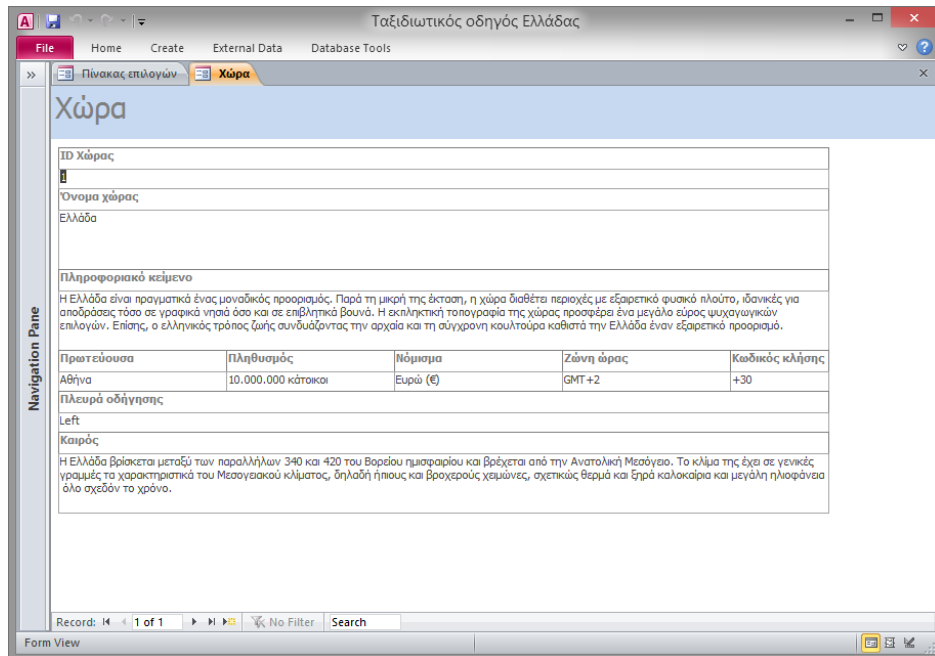 A
Ταξιδιωτικός οδηγός Ελλάδας
File Home Create External Data Database Tools
Πίνακας επιλογών Χώρα
Χώρα
ID Χώρας
1
Όνομα χώρας
Ελλάδα
Πληροφοριακό κείμενο
Η Ελλάδα είναι πραγματικά ένας μοναδικός προορισμός. Παρά τη μικρή της έκταση, η χώρα διαθέτει περιοχές με εξαιρετικό φυσικό πλούτο, ιδανικές για
αποδράσεις τόσο σε γραφικά νησιά όσο και σε επιβλητικά βουνά. Η εκπληκτική τοπογραφία της χώρας προσφέρει ένα μεγάλο εύρος ψυχαγωγικών
επιλογών. Επίσης, ο ελληνικός τρόπος ζωής συνδυάζοντας την αρχαία και τη σύγχρονη κουλτούρα καθιστά την Ελλάδα έναν εξαιρετικό προορισμό.
Πρωτεύουσα Πληθυσμός Νόμισμα Ζώνη ώρας Κωδικός κλήσης
Αθήνα 10.000.000 κάτοικοι Ευρώ (€) GMT+2 +30
Πλευρά οδήγησης
Left
Καιρός
Η Ελλάδα βρίσκεται μεταξύ των παραλλήλων 340 και 420 του Βορείου ημισφαιρίου και βρέχεται από την Ανατολική Μεσόγειο. Το κλίμα της έχει σε γενικές
γραμμές τα χαρακτηριστικά του Μεσογειακού κλίματος, δηλαδή ήπιους και βροχερούς χειμώνες, σχετικώς θερμά και ξηρά καλοκαίρια και μεγάλη ηλιοφάνεια
όλο σχεδόν το χρόνο.
Navigation Pane
Record: 1 of 1 No Filter Search
Form View